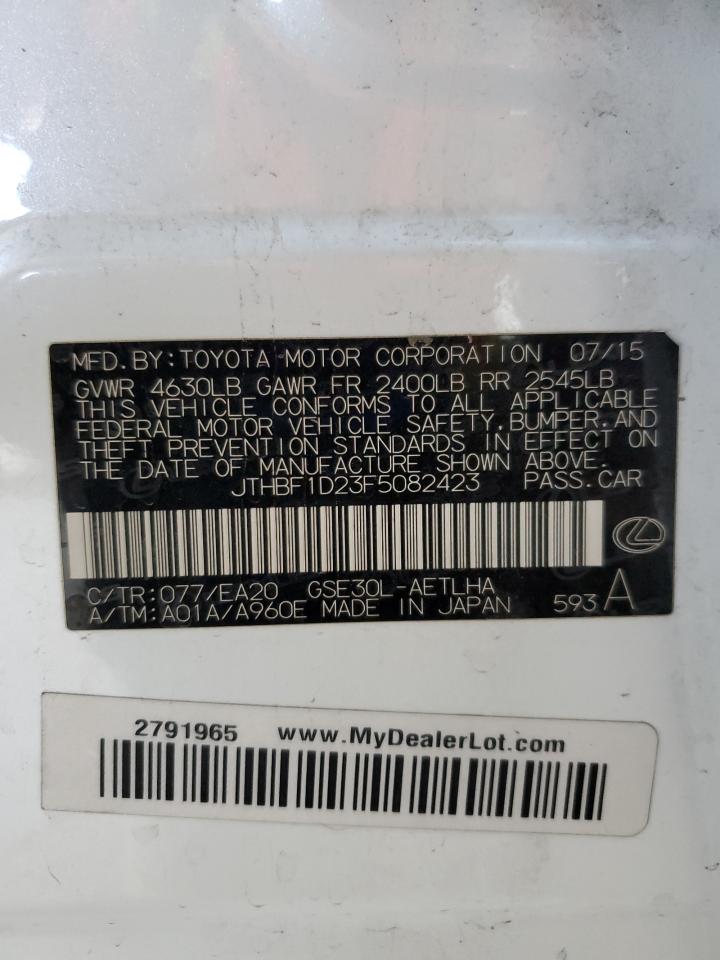 MFD.BY:TOYOTA MOTOR CORPORATION 07/15
GVWR 4630LB GAWR FR 2400LB RR 2545LB
THIS VEHICLE CONFORMS TO ALL APPLICABLE
FEDERAL MOTOR VEHICLE SAFETY,BUMPER,AND
THEFT PREVENTION STANDARDS IN EFFECT ON
THE DATE OF MANUFACTURE SHOWN ABOVE.
JTHBF1D23F5082423 PASS.CAR
C/TR:077/EA20 GSE30L-AETLHA
A/TM:A01A/A960E MADE IN JAPAN 593 A
2791965 www.MyDealerLot.com